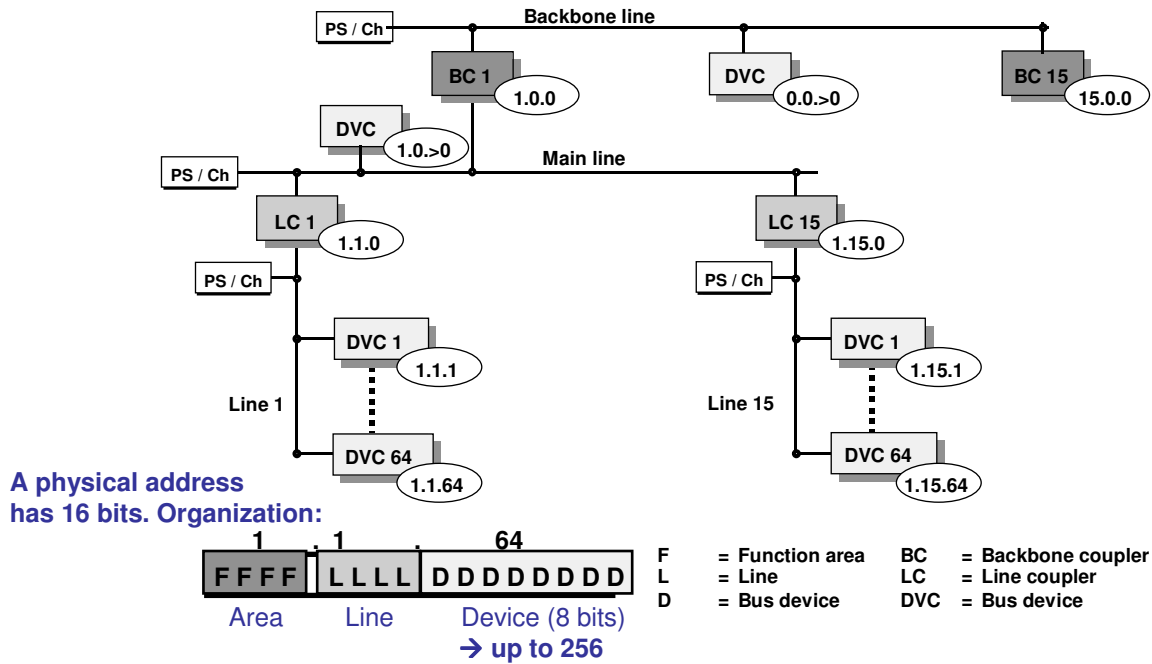 Backbone line
PS / Ch
BC 1
1.0.0
DVC
0.0.>0
BC 15
15.0.0
DVC
1.0.>0
Main line
PS / Ch
LC 1
1.1.0
LC 15
1.15.0
PS / Ch
PS / Ch
DVC 1
1.1.1
DVC 1
1.15.1
Line 1
Line 15
DVC 64
1.1.64
DVC 64
1.15.64
A physical address
has 16 bits. Organization:
1 . 1 . 64
F F F F L L L L D D D D D D D D
Area Line Device (8 bits)
→ up to 256
F = Function area BC = Backbone coupler
L = Line LC = Line coupler
D = Bus device DVC = Bus device